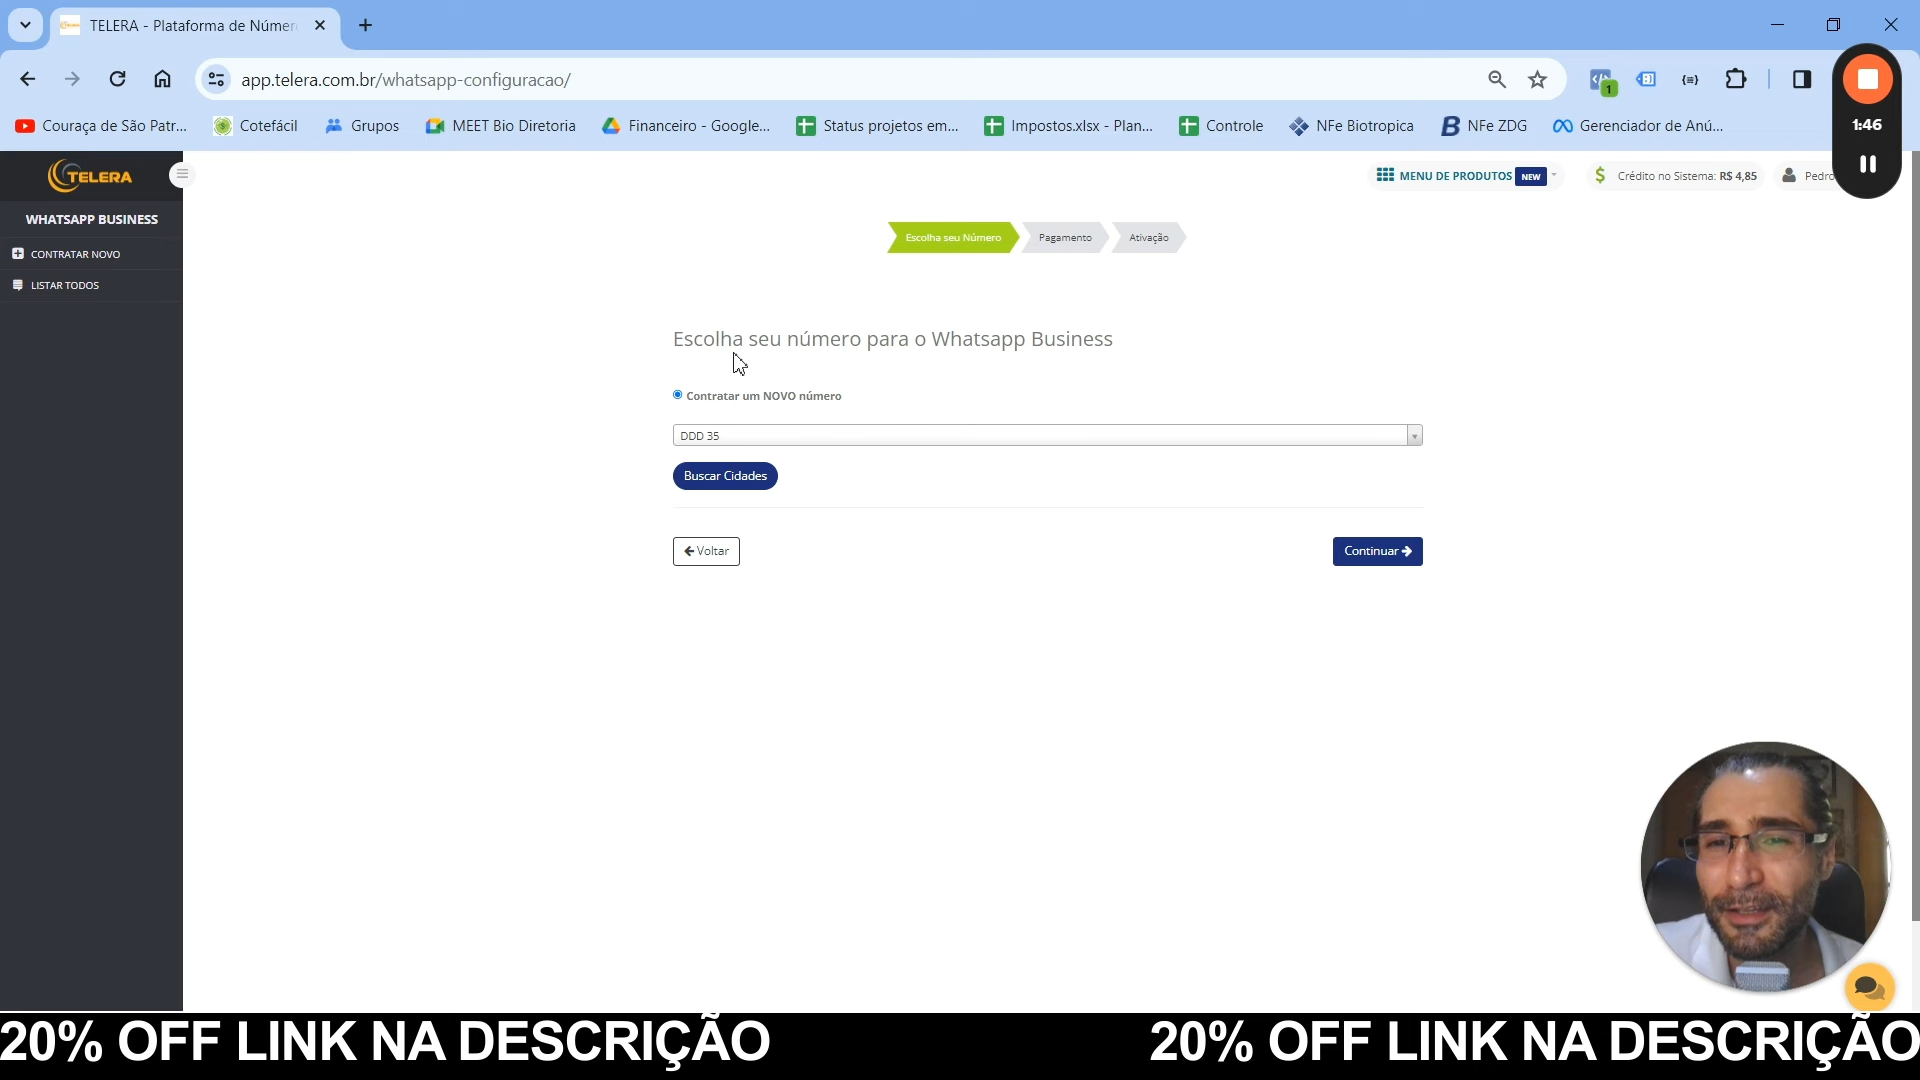 TELERA - Plataforma de Númer
app.telera.com.br/whatsapp-configuracao/
1
1:46
Couraça de São Patr...
Cotefácil
Grupos
MEET Bio Diretoria
Financeiro - Google...
Status projetos em...
Impostos.xlsx - Plan...
Controle
NFe Biotropica
NFe ZDG
Gerenciador de Anú...
TELERA
MENU DE PRODUTOS NEW
Crédito no Sistema: R$ 4,85
Pedro
WHATSAPP BUSINESS
CONTRATAR NOVO
LISTAR TODOS
Escolha seu Número
Pagamento
Ativação
Escolha seu número para o Whatsapp Business
Contratar um NOVO número
DDD 35
Buscar Cidades
Voltar
Continuar
20% OFF LINK NA DESCRIÇÃO
20% OFF LINK NA DESCRIÇÃO